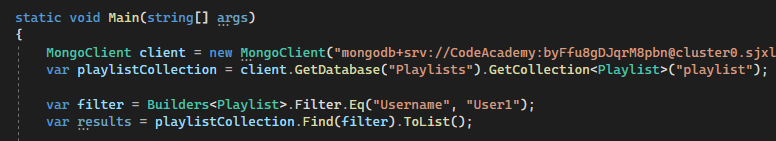 static void Main(string[] args)
{
MongoClient client = new MongoClient("mongodb+srv://CodeAcademy:byFfu8gDJqrM8pbn@cluster0.sjxl
var playlistCollection = client.GetDatabase("Playlists").GetCollection<Playlist>("playlist");
var filter = Builders<Playlist>.Filter.Eq("Username", "User1");
var results = playlistCollection.Find(filter).ToList();